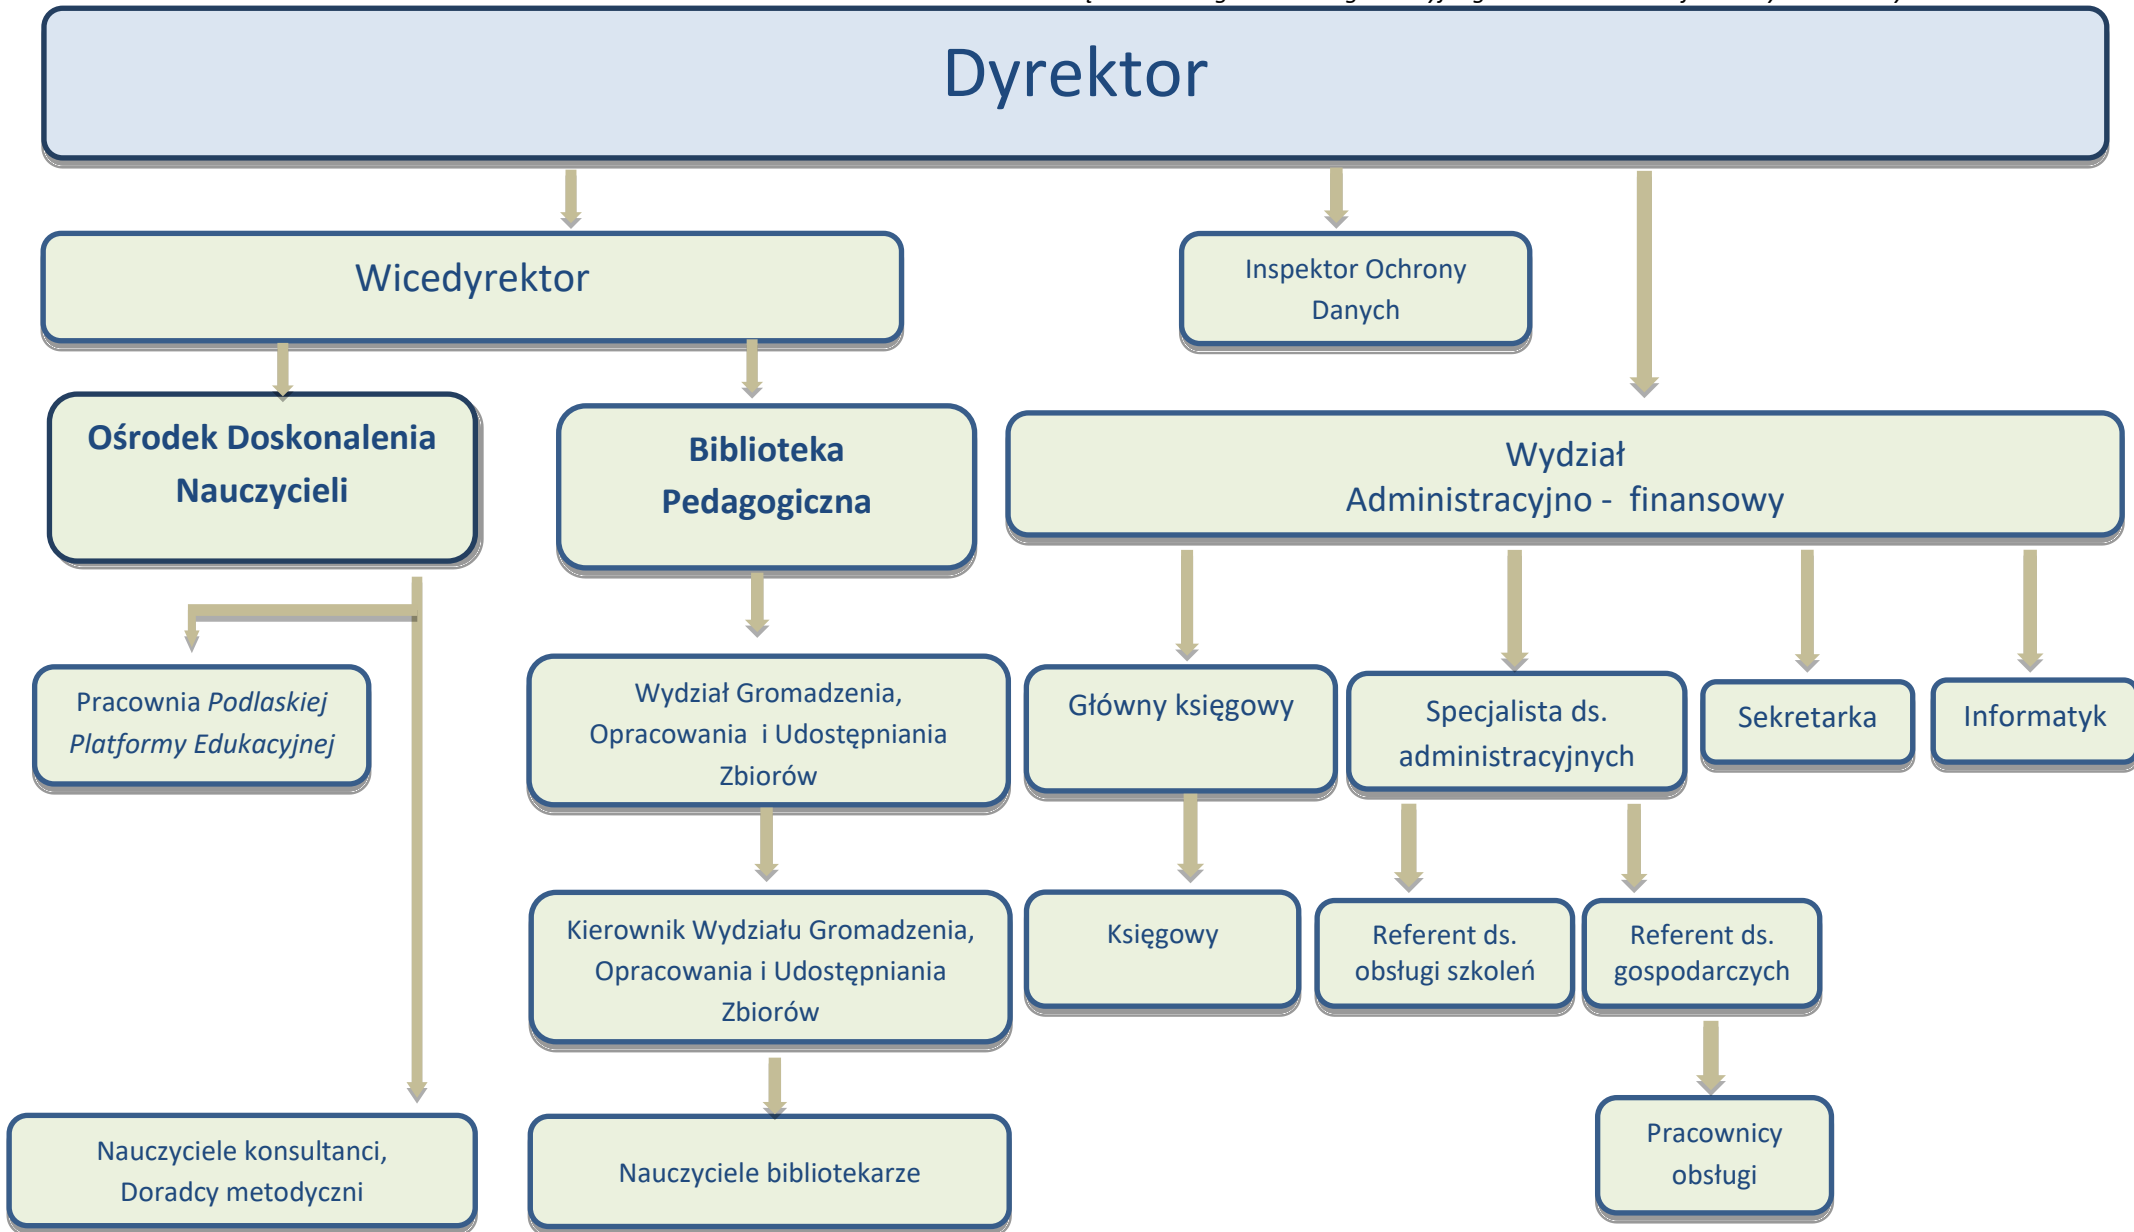 Dyrektor
Wicedyrektor
Inspektor Ochrony
Danych
Ośrodek Doskonalenia
Nauczycieli
Biblioteka
Pedagogiczna
Wydział
Administracyjno - finansowy
Pracownia Podlaskiej
Platformy Edukacyjnej
Wydział Gromadzenia,
Opracowania i Udostępniania
Zbiorów
Główny księgowy
Specjalista ds.
administracyjnych
Sekretarka
Informatyk
Kierownik Wydziału Gromadzenia,
Opracowania i Udostępniania
Zbiorów
Księgowy
Referent ds.
obsługi szkoleń
Referent ds.
gospodarczych
Nauczyciele konsultanci,
Doradcy metodyczni
Nauczyciele bibliotekarze
Pracownicy
obsługi